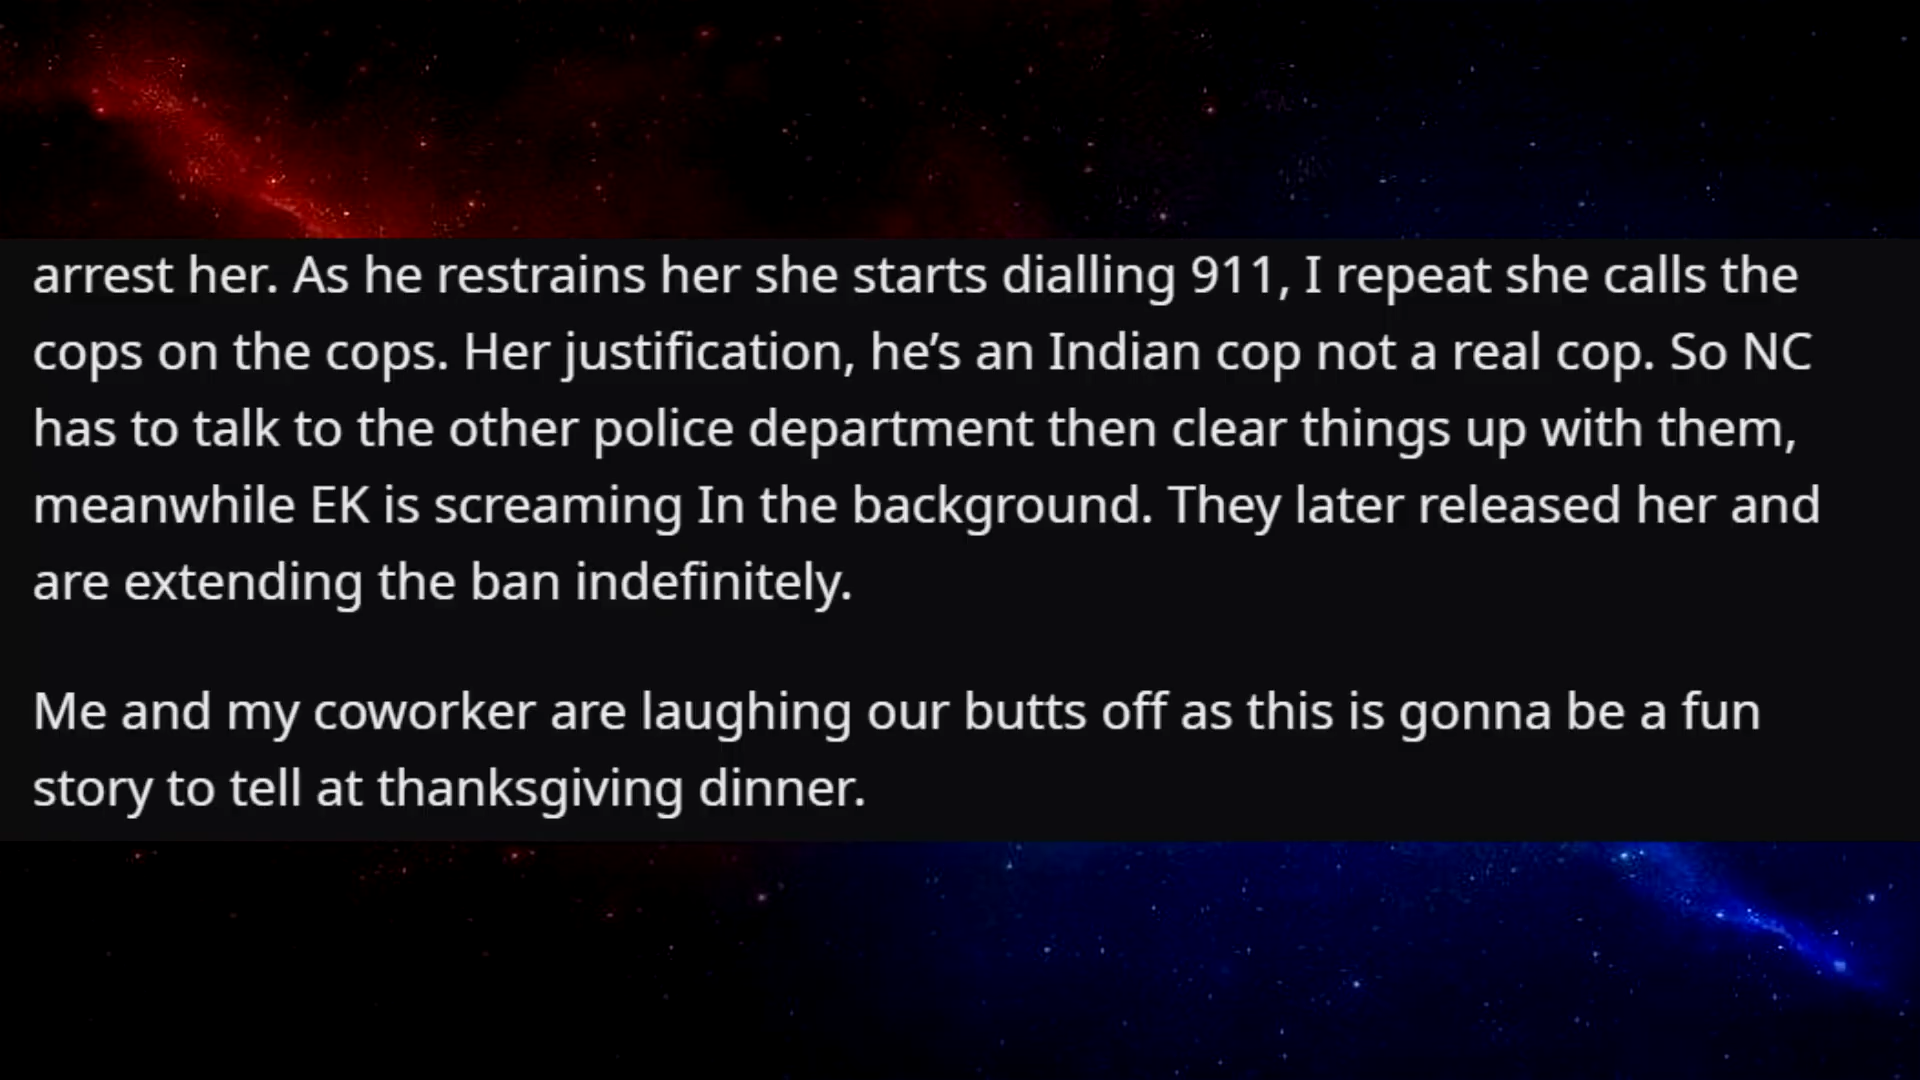 arrest her. As he restrains her she starts dialling 911, I repeat she calls the
cops on the cops. Her justification, he’s an Indian cop not a real cop. So NC
has to talk to the other police department then clear things up with them,
meanwhile EK is screaming In the background. They later released her and
are extending the ban indefinitely.
Me and my coworker are laughing our butts off as this is gonna be a fun
story to tell at thanksgiving dinner.